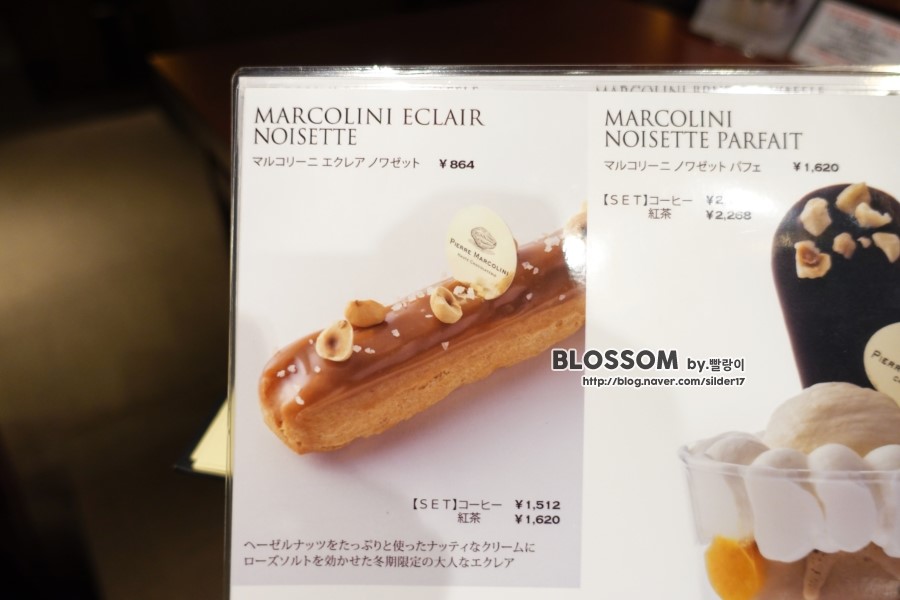 MARCOLINI ECLAIR
NOISETTE
マルコリーニ エクレア ノワゼット ¥864
PIERRE MARCOLINI
【SET】コーヒー ¥1,512
紅茶 ¥1,620
ヘーゼルナッツをたっぷりと使ったナッティなクリームに
ローズソルトを効かせた冬期限定の大人なエクレア
MARCOLINI
NOISETTE PARFAIT
マルコリーニ ノワゼット パフェ ¥1,620
【SET】コーヒー ¥2
紅茶 ¥2,268
BLOSSOM by.빨랑이
http://blog.naver.com/silder17